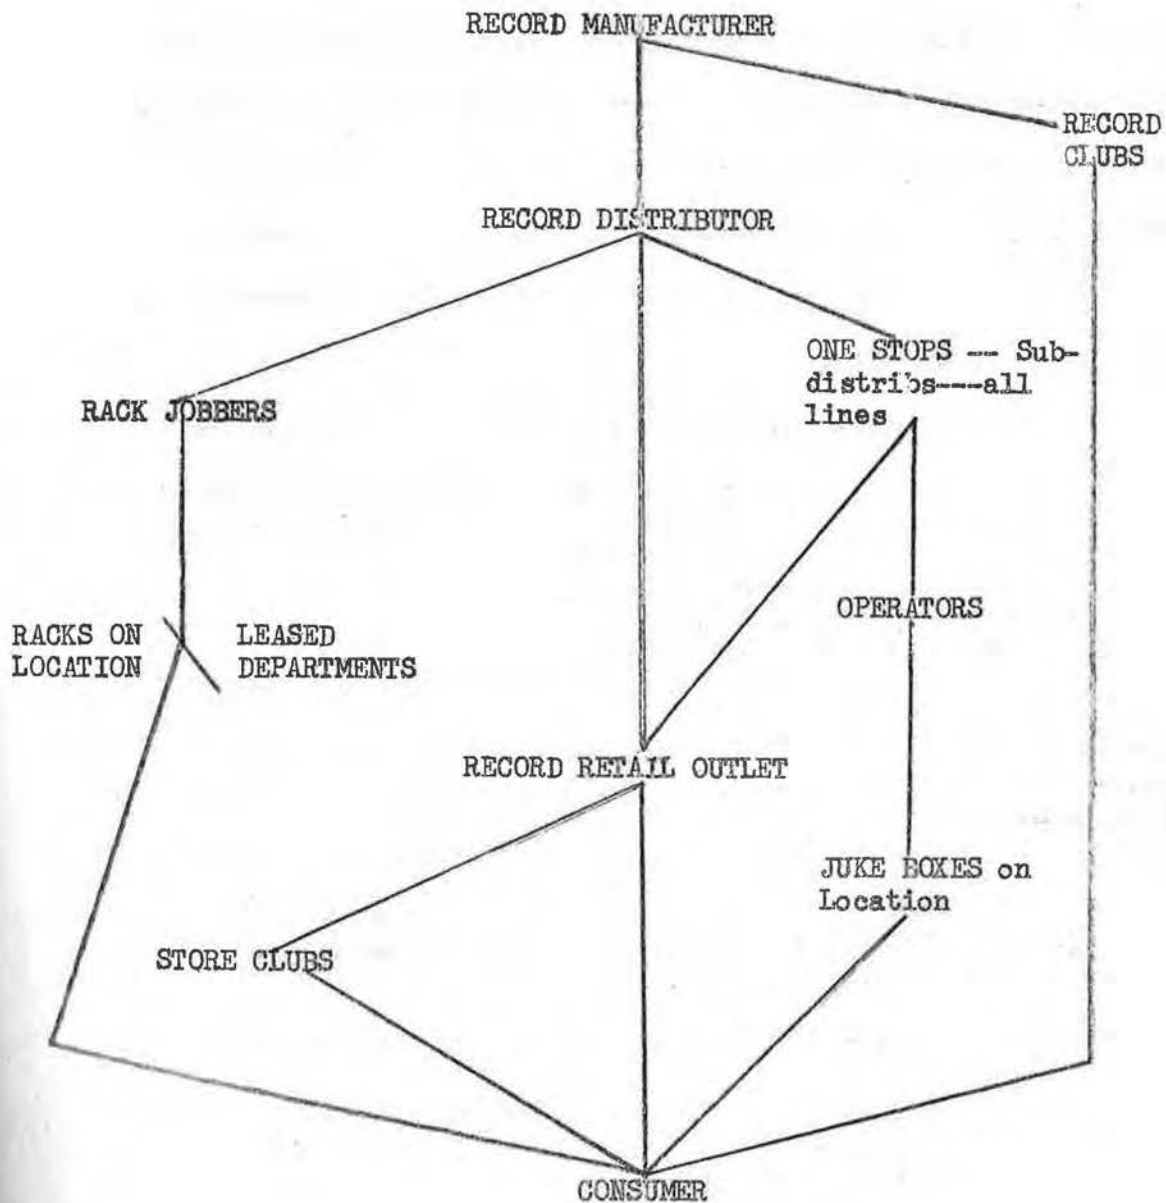 RECORD MANUFACTURER
RECORD
CLUBS
RECORD DISTRIBUTOR
ONE STOPS -- Sub-
distribs---all
lines
RACK JOBBERS
OPERATORS
RACKS ON
LOCATION
LEASED
DEPARTMENTS
RECORD RETAIL OUTLET
JUKE BOXES on
Location
STORE CLUBS
CONSUMER